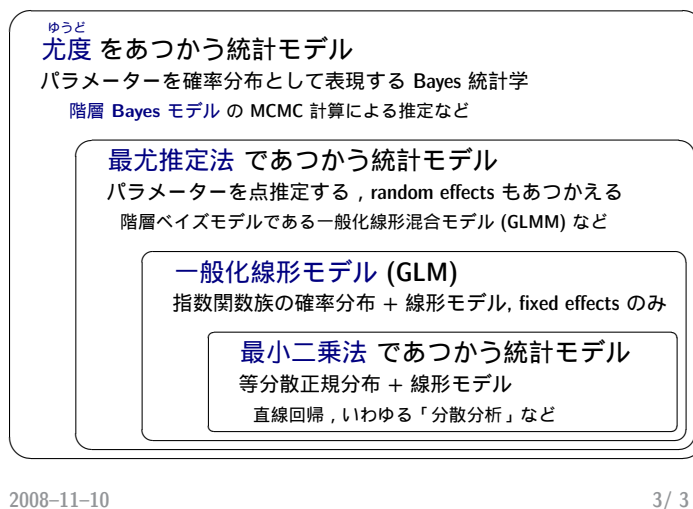 ゆうど
尤度 をあつかう統計モデル
パラメーターを確率分布として表現する Bayes 統計学
階層 Bayes モデル の MCMC 計算による推定など
最尤推定法 であつかう統計モデル
パラメーターを点推定する , random effects もあつかえる
階層ベイズモデルである一般化線形混合モデル (GLMM) など
一般化線形モデル (GLM)
指数関数族の確率分布 + 線形モデル, fixed effects のみ
最小二乗法 であつかう統計モデル
等分散正規分布 + 線形モデル
直線回帰 , いわゆる「分散分析」など
2008–11–10 3/ 3